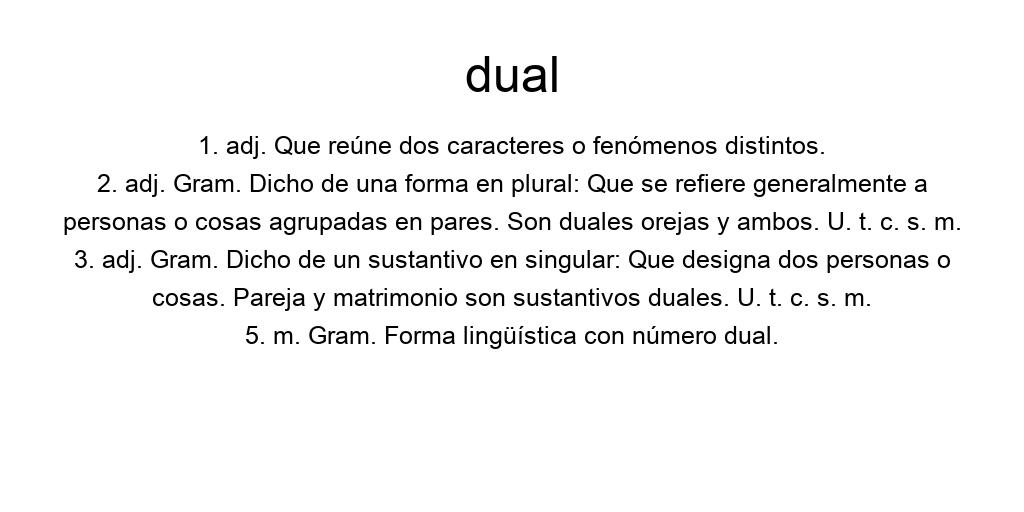 dual
1. adj. Que reúne dos caracteres o fenómenos distintos.
2. adj. Gram. Dicho de una forma en plural: Que se refiere generalmente a
personas o cosas agrupadas en pares. Son duales orejas y ambos. U. t. c. s. m.
3. adj. Gram. Dicho de un sustantivo en singular: Que designa dos personas o
cosas. Pareja y matrimonio son sustantivos duales. U. t. c. s. m.
5. m. Gram. Forma lingüística con número dual.